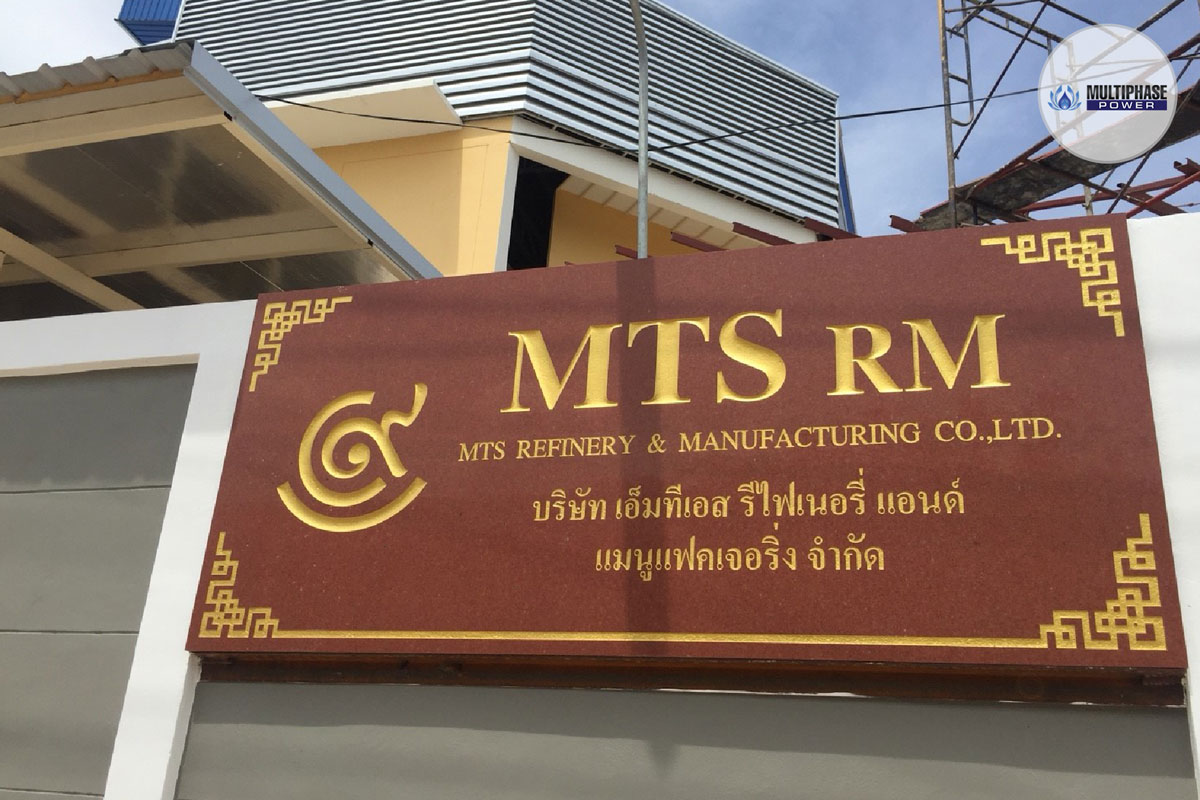 MULTIPHASE
POWER
MTS RM
MTS REFINERY & MANUFACTURING CO.,LTD.
บริษัท เอ็มทีเอส รีไฟเนอรี่ แอนด์
แมนูแฟคเจอริ่ง จำกัด